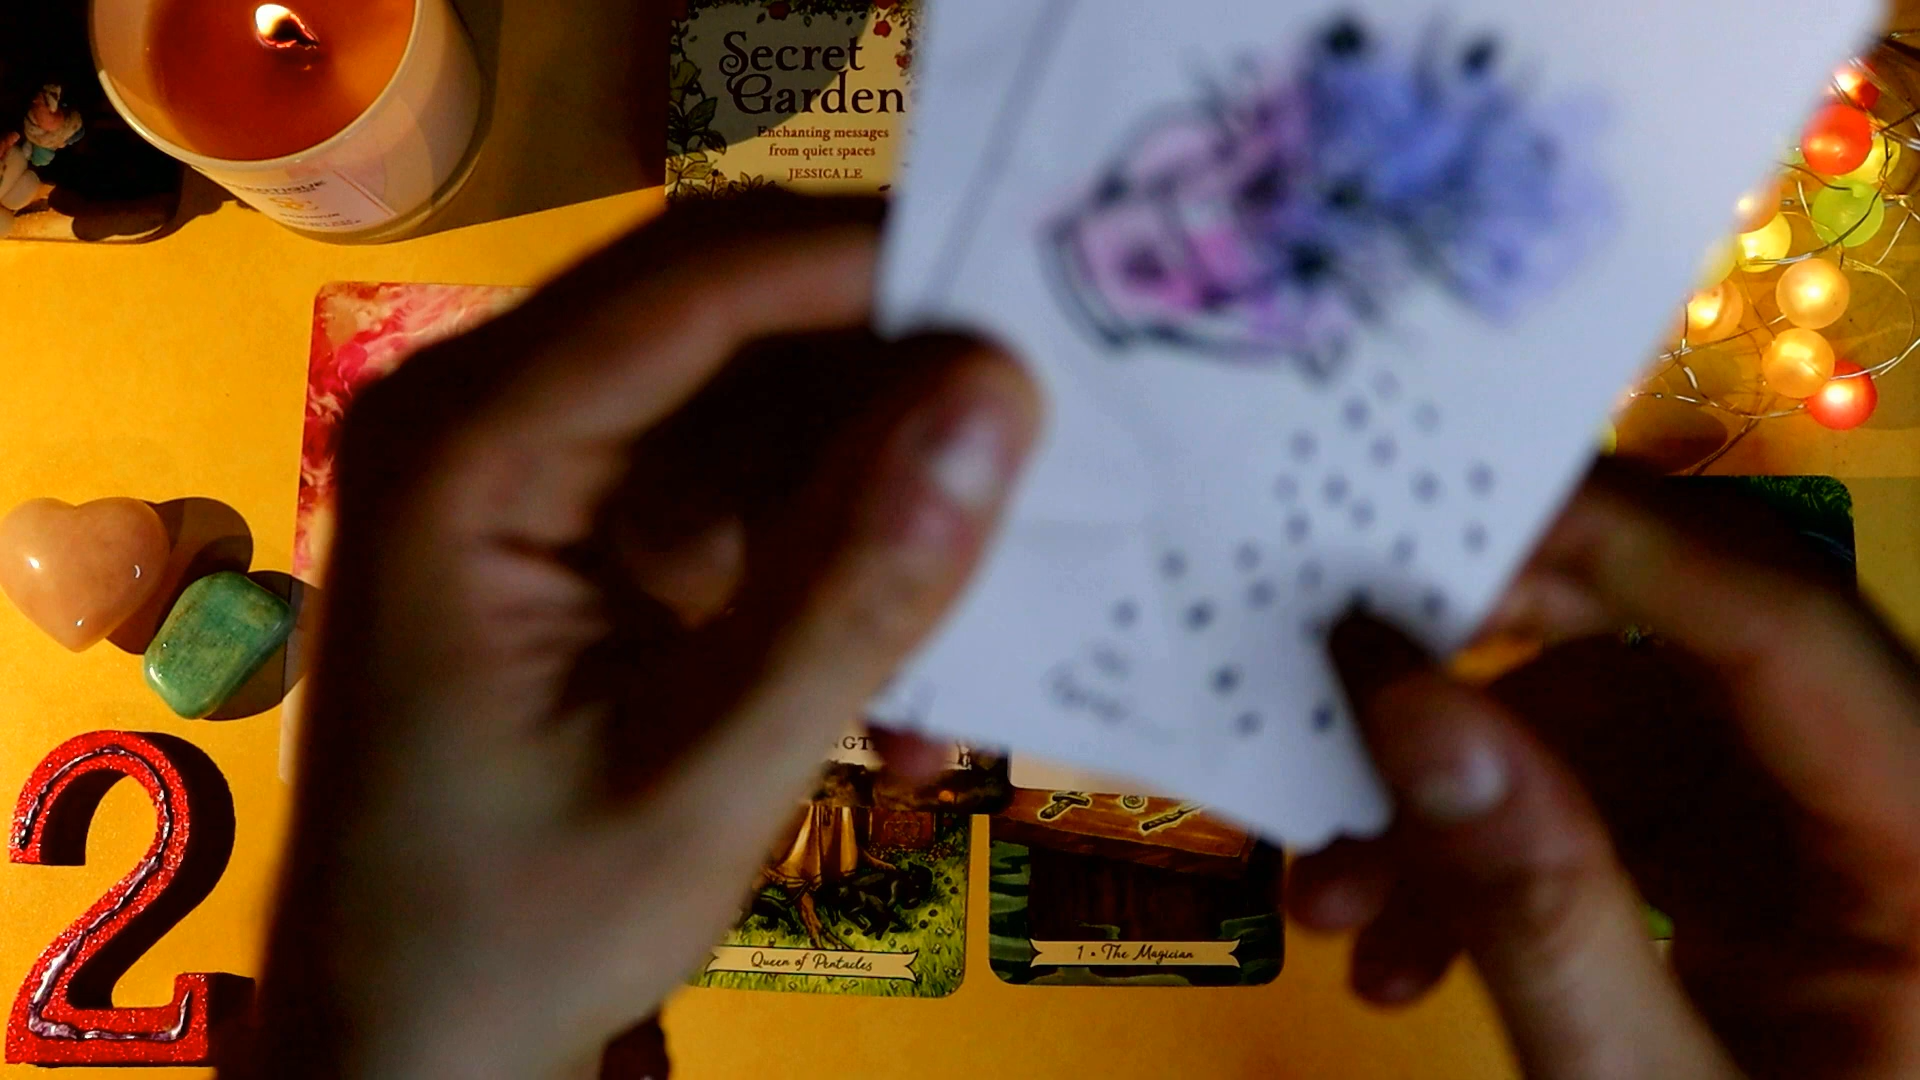 Secret
Garden
Enchanting messages
from quiet spaces
JESSICA LE
Queen of Pentacles
1 • The Magician
2